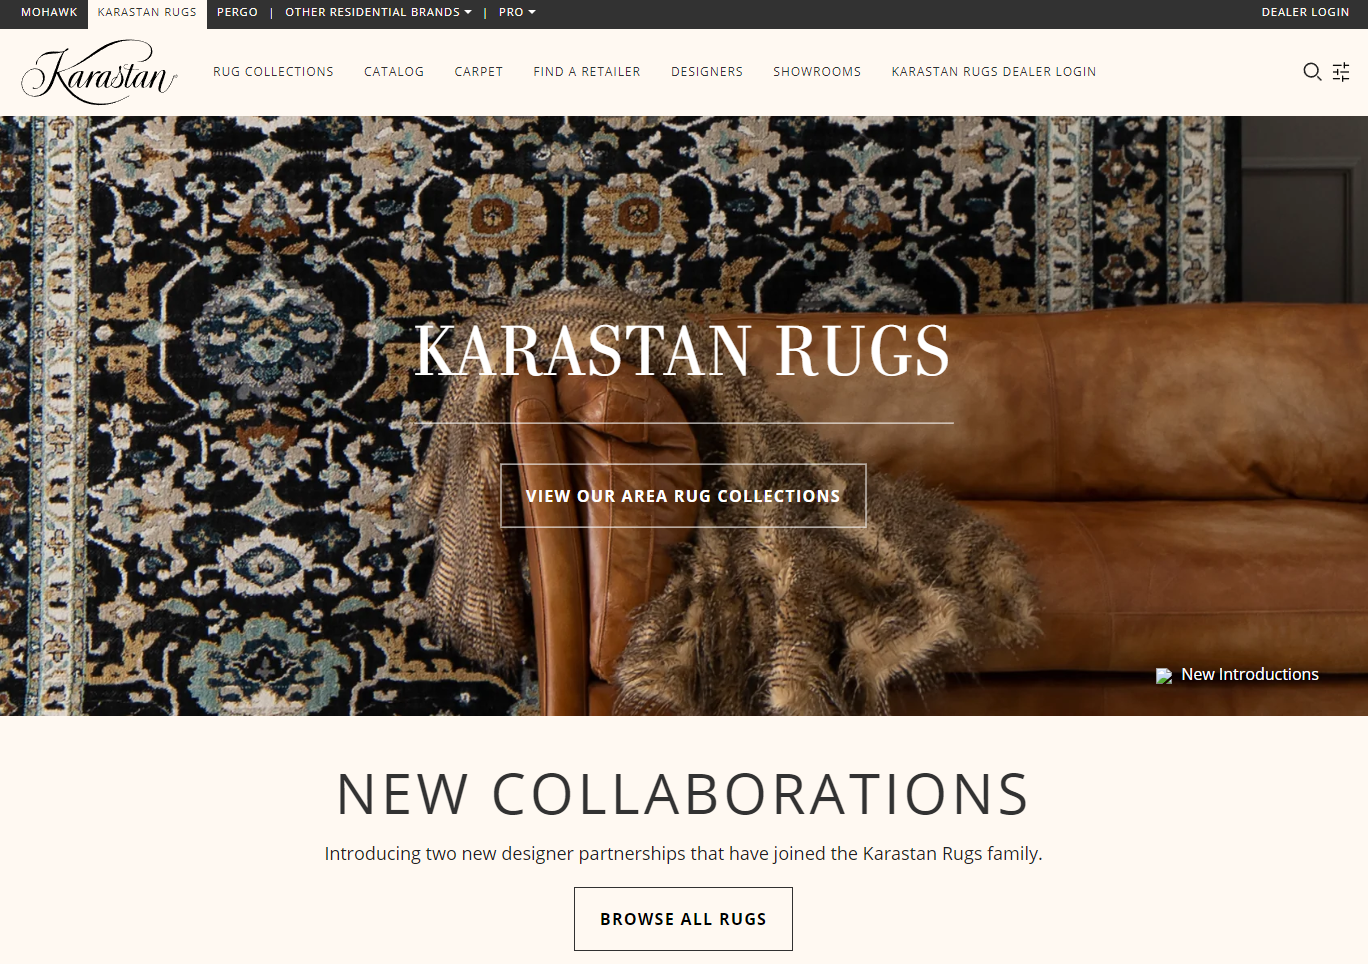 MOHAWK
KARASTAN RUGS
PERGO
|
OTHER RESIDENTIAL BRANDS
|
PRO
DEALER LOGIN
Karastan
RUG COLLECTIONS
CATALOG
CARPET
FIND A RETAILER
DESIGNERS
SHOWROOMS
KARASTAN RUGS DEALER LOGIN
KARASTAN RUGS
VIEW OUR AREA RUG COLLECTIONS
New Introductions
NEW COLLABORATIONS
Introducing two new designer partnerships that have joined the Karastan Rugs family.
BROWSE ALL RUGS